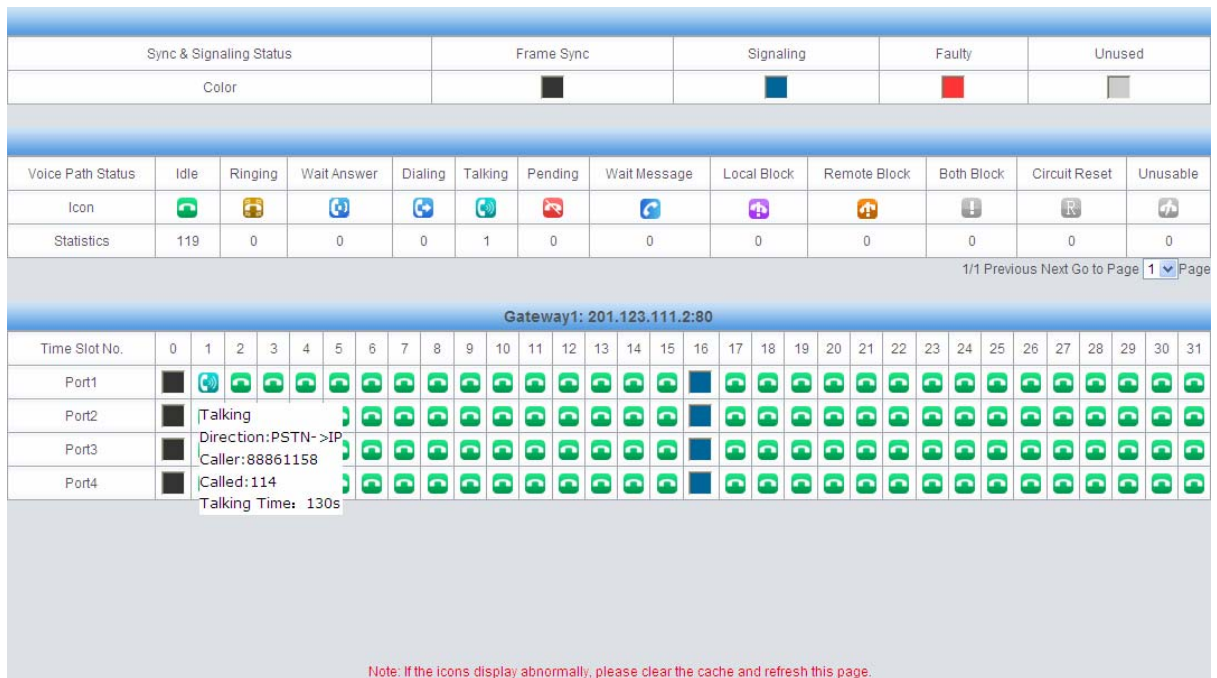 Sync & Signaling Status Frame Sync Signaling Faulty Unused
Color
Voice Path Status Idle Ringing Wait Answer Dialing Talking Pending Wait Message Local Block Remote Block Both Block Circuit Reset Unusable
Icon R
Statistics 119 0 0 0 1 0 0 0 0 0 0 0
1/1 Previous Next Go to Page 1 Page
Gateway1: 201.123.111.2:80
Time Slot No. 0 1 2 3 4 5 6 7 8 9 10 11 12 13 14 15 16 17 18 19 20 21 22 23 24 25 26 27 28 29 30 31
Port1
Port2
Port3
Port4
Talking
Direction:PSTN->IP
Caller:88861158
Called:114
Talking Time: 130s
Note: If the icons display abnormally, please clear the cache and refresh this page.